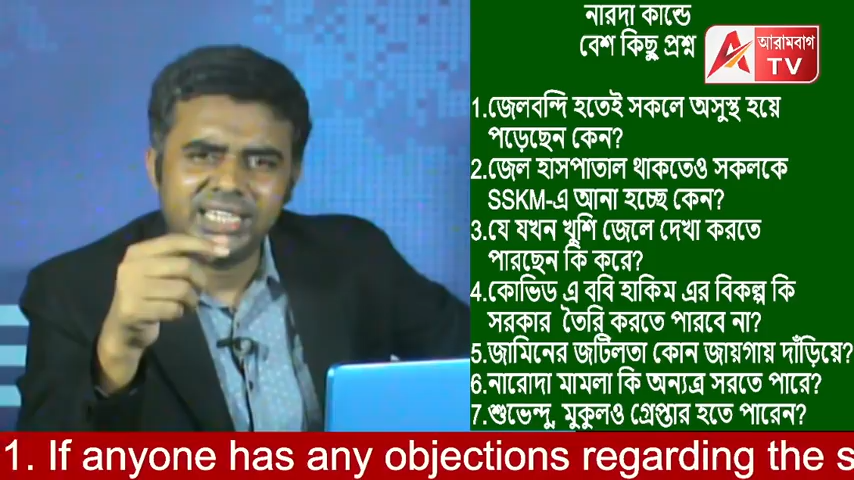 নারদা কান্ডে
বেশ কিছু প্রশ্ন
আরামবাগ
TV
1.জেলবন্দি হতেই সকলে অসুস্থ হয়ে
পড়েছেন কেন?
2.জেল হাসপাতাল থাকতেও সকলকে
SSKM-এ আনা হচ্ছে কেন?
3.যে যখন খুশি জেলে দেখা করতে
পারছেন কি করে?
4.কোভিড এ ববি হাকিম এর বিকল্প কি
সরকার তৈরি করতে পারবে না?
5.জামিনের জটিলতা কোন জায়গায় দাঁড়িয়ে?
6.নারোদা মামলা কি অন্যত্র সরতে পারে?
7.শুভেন্দু, মুকুলও গ্রেপ্তার হতে পারেন?
1. If anyone has any objections regarding the s